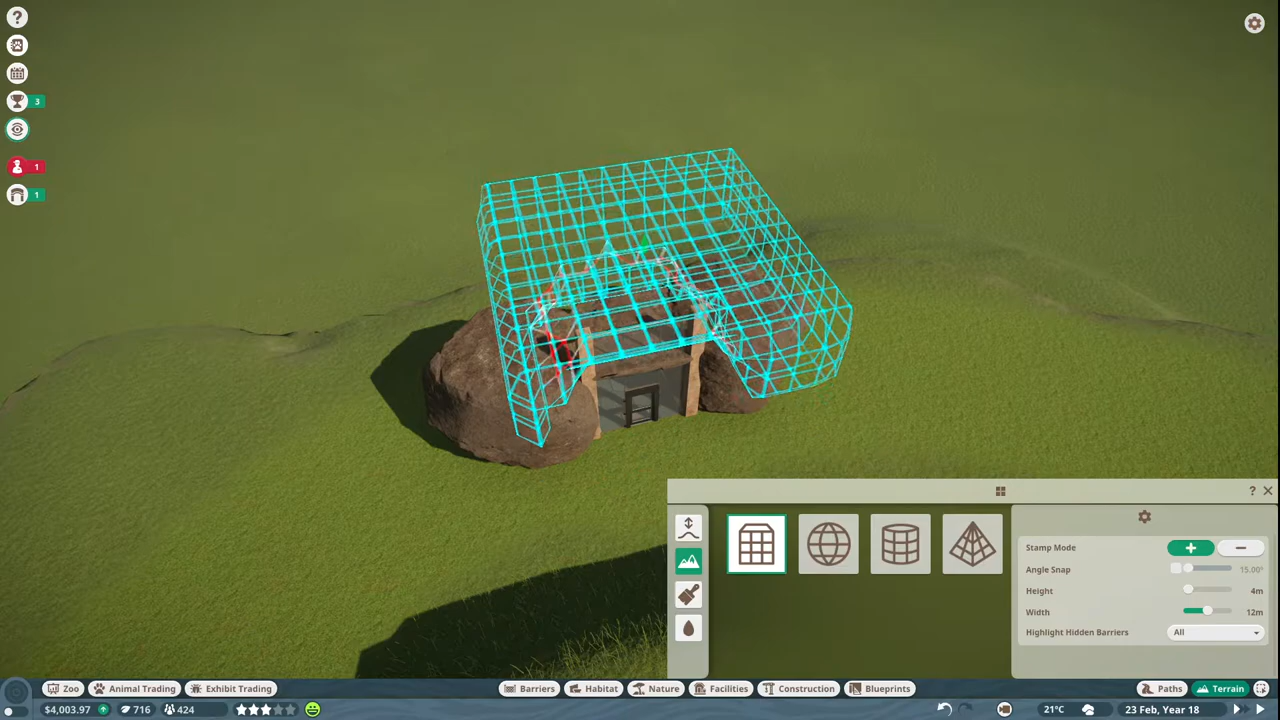 ?
3
1
1
? ×
Stamp Mode + −
Angle Snap 15.00°
Height 4m
Width 12m
Highlight Hidden Barriers All
Zoo Animal Trading Exhibit Trading Barriers Habitat Nature Facilities Construction Blueprints Paths Terrain
$4,003.97 716 424 21°C 23 Feb, Year 18